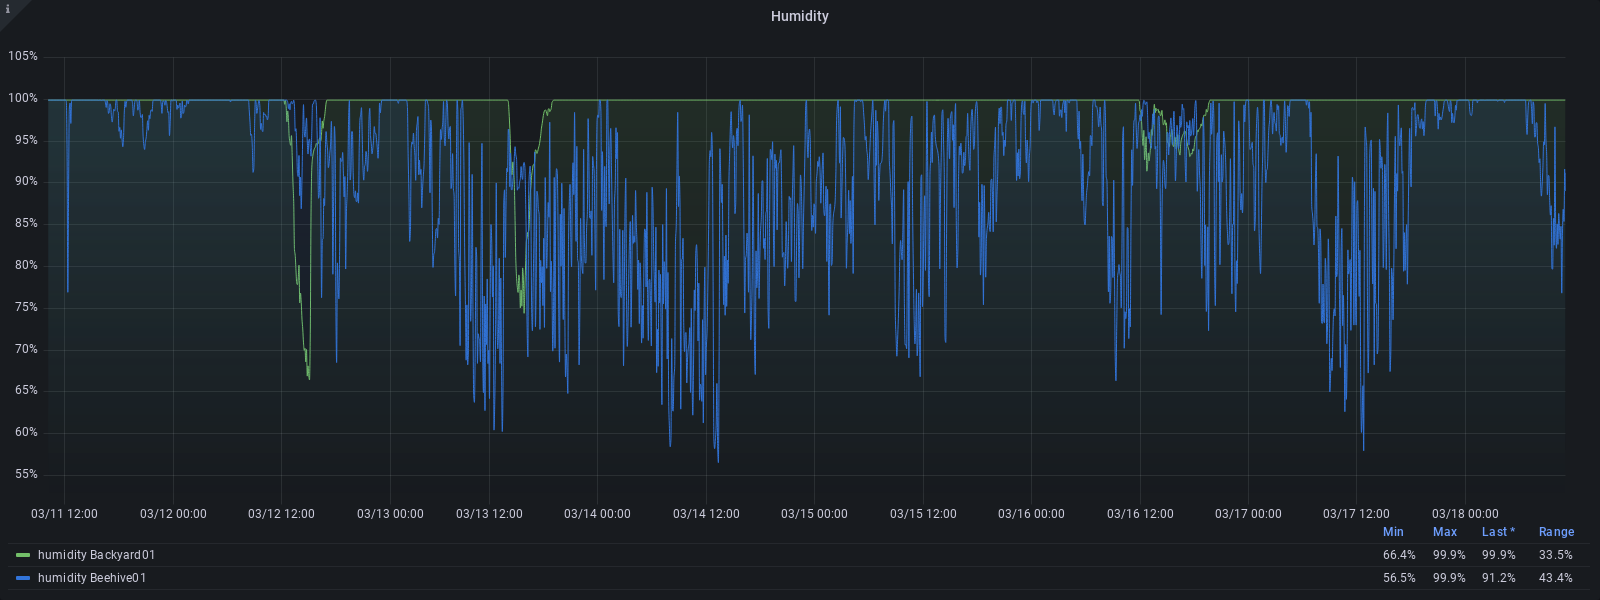 i
Humidity
105%
100%
95%
90%
85%
80%
75%
70%
65%
60%
55%
03/11 12:00 03/12 00:00 03/12 12:00 03/13 00:00 03/13 12:00 03/14 00:00 03/14 12:00 03/15 00:00 03/15 12:00 03/16 00:00 03/16 12:00 03/17 00:00 03/17 12:00 03/18 00:00
Min Max Last * Range
humidity Backyard01 66.4% 99.9% 99.9% 33.5%
humidity Beehive01 56.5% 99.9% 91.2% 43.4%